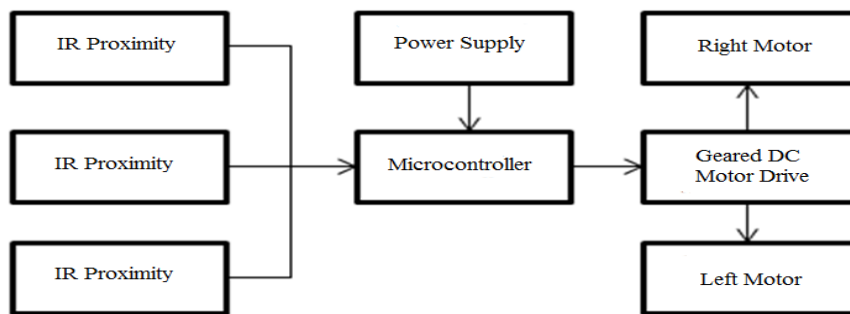 IR Proximity
Power Supply
Right Motor
IR Proximity
Microcontroller
Geared DC
Motor Drive
IR Proximity
Left Motor